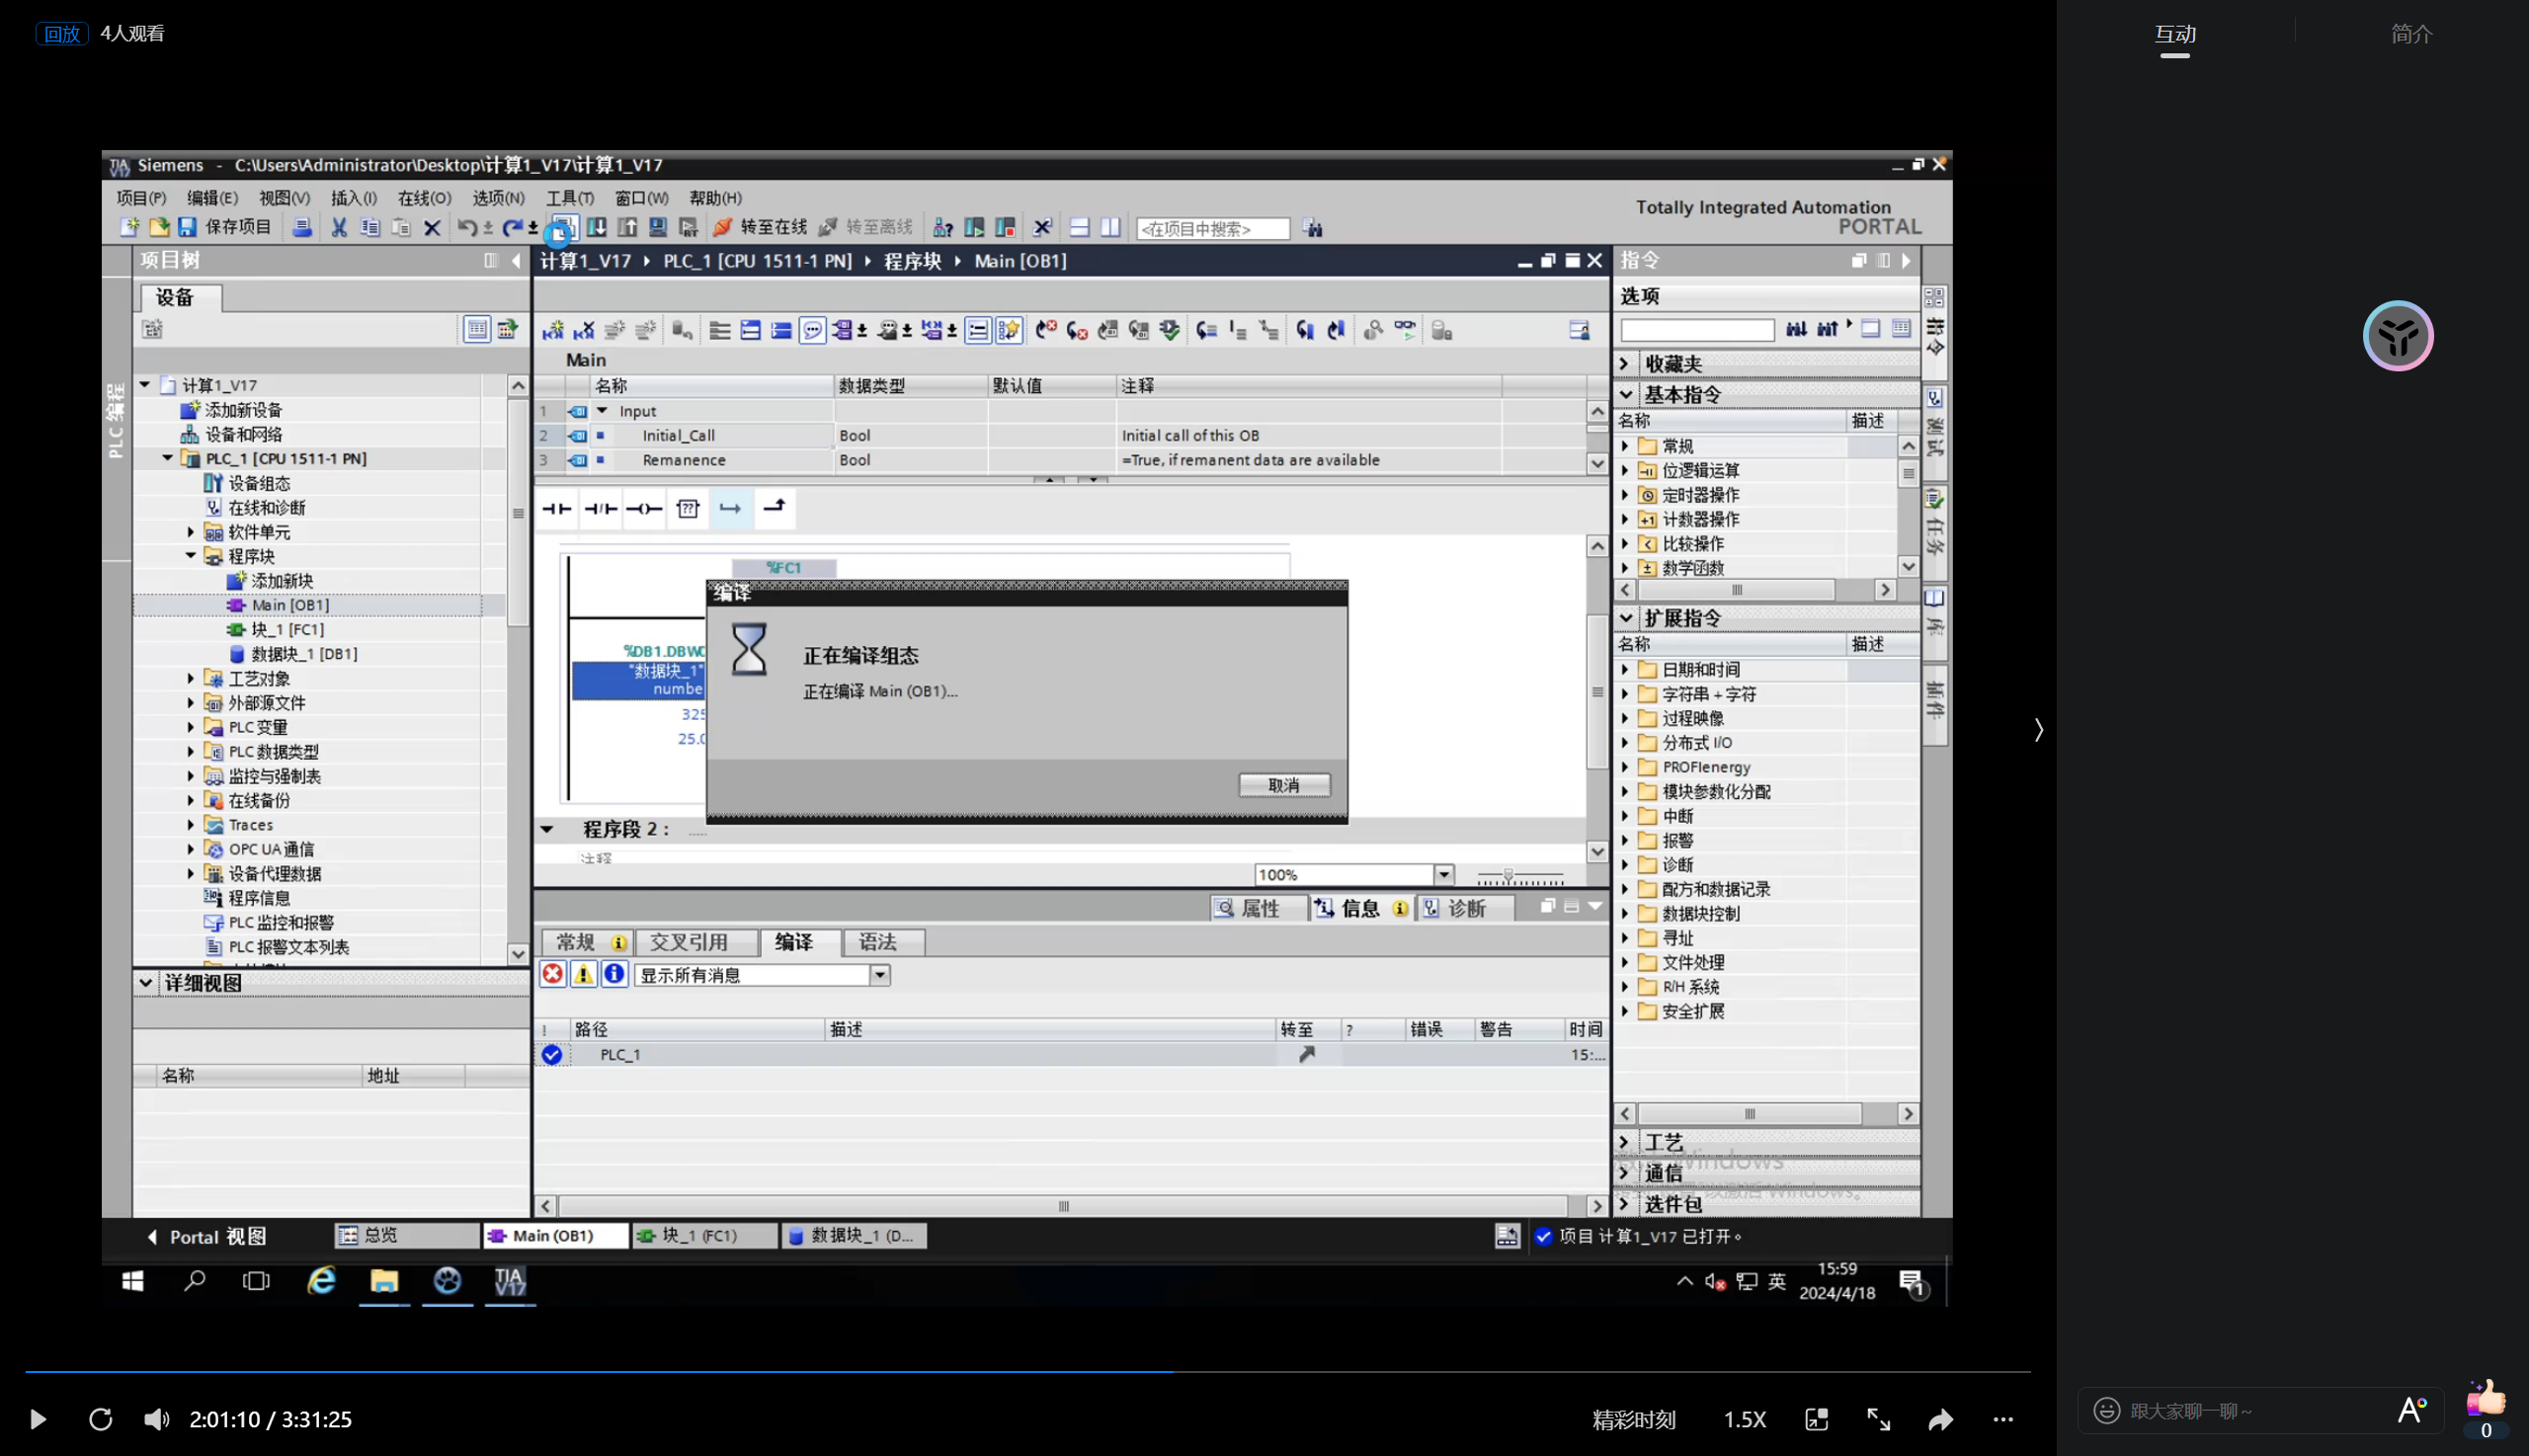 回放 4人观看
互动 简介
Siemens - C:\Users\Administrator\Desktop\计算1_V17\计算1_V17
项目(P) 编辑(E) 视图(V) 插入(I) 在线(O) 选项(N) 工具(T) 窗口(W) 帮助(H)
Totally Integrated Automation
PORTAL
保存项目 转至在线 转至离线 <在项目中搜索>
项目树
计算1_V17 PLC_1 [CPU 1511-1 PN] 程序块 Main [OB1]
指令
设备
选项
PLC 编程
Main
名称 数据类型 默认值 注释
1 Input
2 Initial_Call Bool Initial call of this OB
3 Remanence Bool =True, if remanent data are available
计算1_V17
添加新设备
设备和网络
PLC_1 [CPU 1511-1 PN]
设备组态
在线和诊断
软件单元
程序块
添加新块
Main [OB1]
块_1 [FC1]
数据块_1 [DB1]
工艺对象
外部源文件
PLC 变量
PLC 数据类型
监控与强制表
在线备份
Traces
OPC UA 通信
设备代理数据
程序信息
PLC 监控和报警
PLC 报警文本列表
详细视图
名称 地址
%FC1
%DB1.DBW
"数据块_1"
numbe
325
25.0
编译
正在编译组态
正在编译 Main (OB1)...
取消
程序段 2： .....
注释
100%
属性 信息 诊断
常规 交叉引用 编译 语法
显示所有消息
! 路径 描述 转至 ? 错误 警告 时间
PLC_1 15:...
收藏夹
基本指令
名称 描述
常规
位逻辑运算
定时器操作
计数器操作
比较操作
数学函数
扩展指令
名称 描述
日期和时间
字符串 + 字符
过程映像
分布式 I/O
PROFIenergy
模块参数化分配
中断
报警
诊断
配方和数据记录
数据块控制
寻址
文件处理
R/H 系统
安全扩展
工艺
通信
选件包
测试
任务
库
插件
Portal 视图 总览 Main (OB1) 块_1 (FC1) 数据块_1 (D...
项目 计算1_V17 已打开。
TIA V17
英
15:59
2024/4/18
1
2:01:10 / 3:31:25
精彩时刻 1.5X
跟大家聊一聊~
0